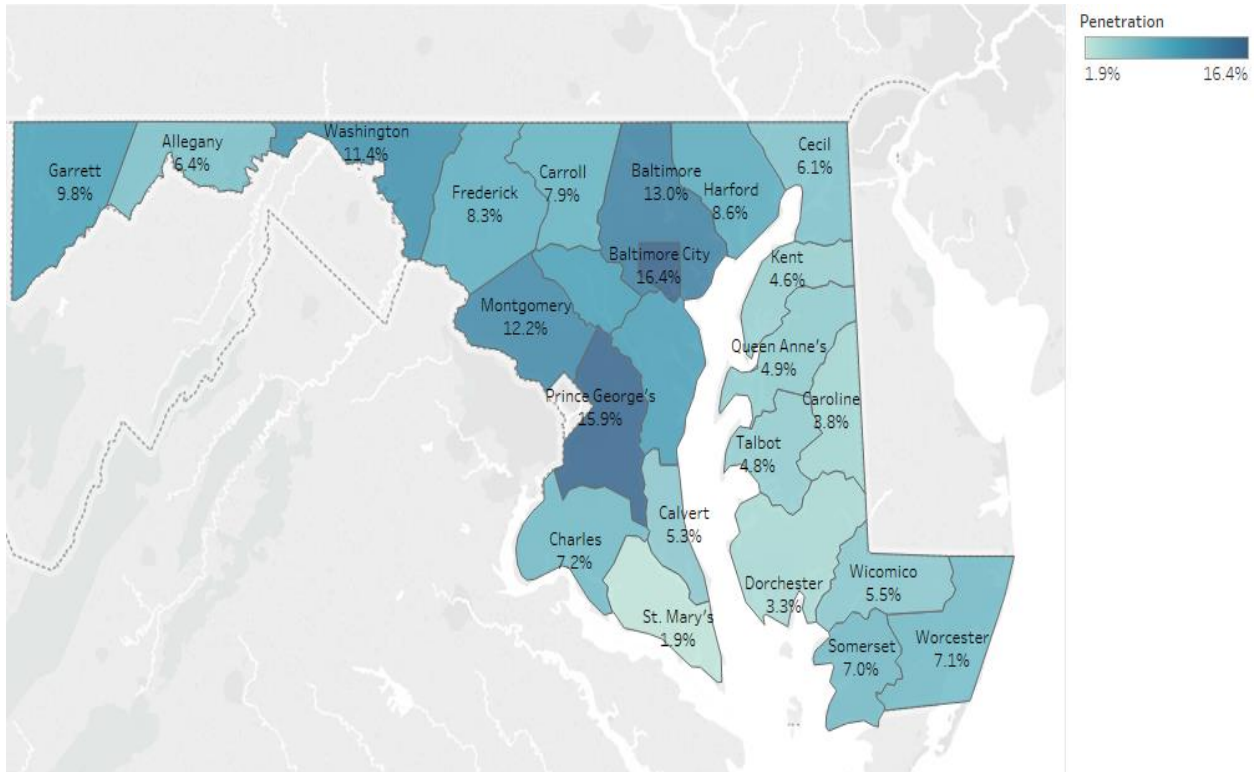 Penetration
1.9%
16.4%
Garrett
9.8%
Allegany
6.4%
Washington
11.4%
Frederick
8.3%
Carroll
7.9%
Baltimore
13.0%
Harford
8.6%
Cecil
6.1%
Baltimore City
16.4%
Kent
4.6%
Montgomery
12.2%
Queen Anne's
4.9%
Prince George's
15.9%
Caroline
3.8%
Talbot
4.8%
Calvert
5.3%
Charles
7.2%
Dorchester
3.3%
Wicomico
5.5%
St. Mary's
1.9%
Somerset
7.0%
Worcester
7.1%